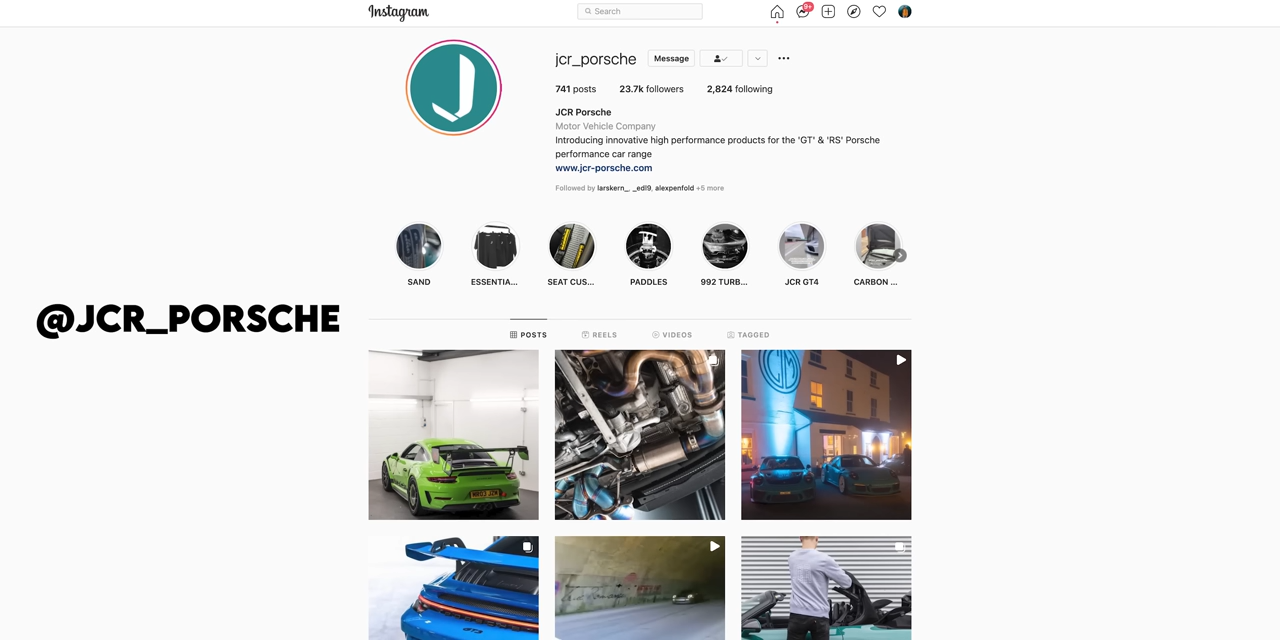 Instagram
Search
9+
jcr_porsche
Message
741 posts 23.7k followers 2,824 following
JCR Porsche
Motor Vehicle Company
Introducing innovative high performance products for the 'GT' & 'RS' Porsche
performance car range
www.jcr-porsche.com
Followed by larskern_, _edl9, alexpenfold +5 more
SAND
ESSENTIA...
SEAT CUS...
PADDLES
992 TURB...
JCR GT4
CARBON ...
@JCR_PORSCHE
POSTS
REELS
VIDEOS
TAGGED